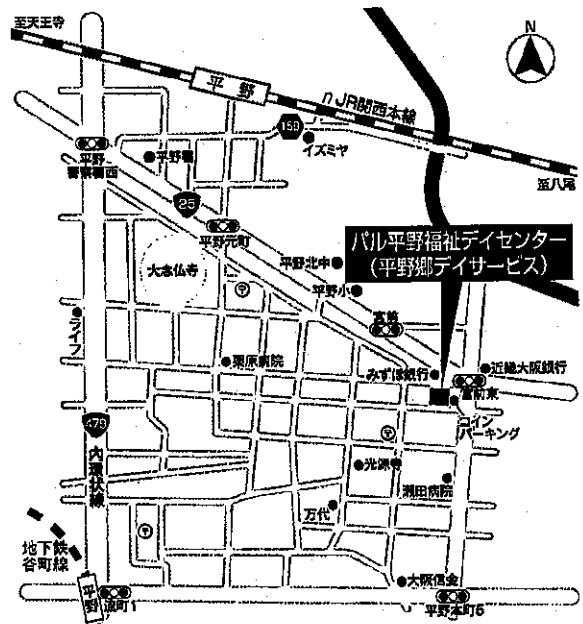 至天王寺
N
平野
JR関西本線
159
イズミヤ
平野署
平野
警察署西
至八尾
25
平野元町
パル平野福祉デイセンター
（平野郷デイサービス）
平野北中
大念仏寺
平野小
宮前
ライフ
栗原病院
みずほ銀行
近畿大阪銀行
宮前東
コイン
パーキング
479
内環状線
光源寺
瀬田病院
万代
地下鉄
谷町線
平野
大阪信金
平野本町5